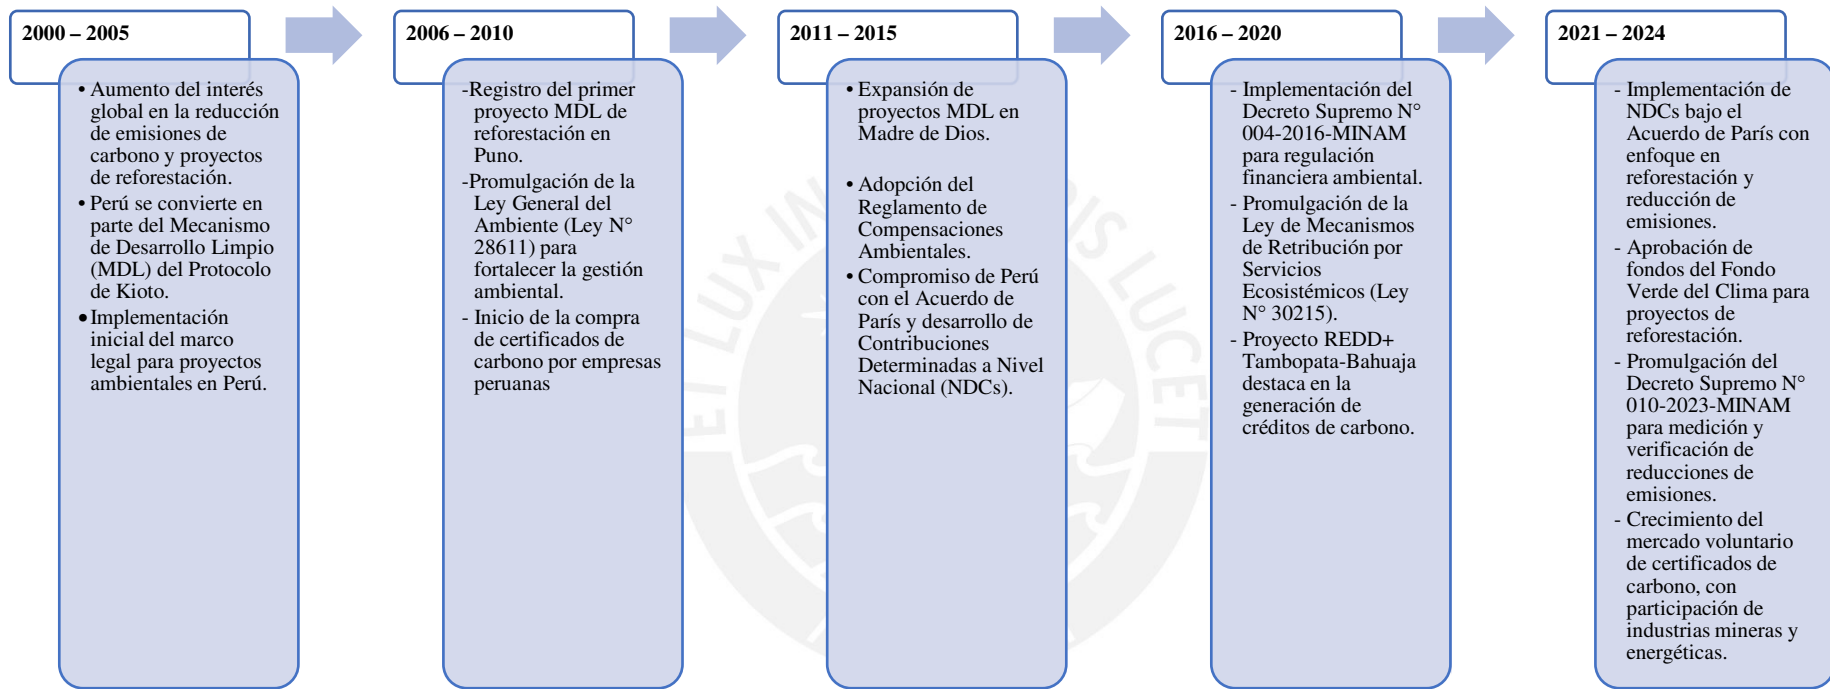 2000 – 2005
• Aumento del interés
global en la reducción
de emisiones de
carbono y proyectos
de reforestación.
• Perú se convierte en
parte del Mecanismo
de Desarrollo Limpio
(MDL) del Protocolo
de Kioto.
• Implementación
inicial del marco
legal para proyectos
ambientales en Perú.
2006 – 2010
-Registro del primer
proyecto MDL de
reforestación en
Puno.
-Promulgación de la
Ley General del
Ambiente (Ley N°
28611) para
fortalecer la gestión
ambiental.
- Inicio de la compra
de certificados de
carbono por empresas
peruanas
2011 – 2015
• Expansión de
proyectos MDL en
Madre de Dios.
• Adopción del
Reglamento de
Compensaciones
Ambientales.
• Compromiso de Perú
con el Acuerdo de
París y desarrollo de
Contribuciones
Determinadas a Nivel
Nacional (NDCs).
2016 – 2020
- Implementación del
Decreto Supremo N°
004-2016-MINAM
para regulación
financiera ambiental.
- Promulgación de la
Ley de Mecanismos
de Retribución por
Servicios
Ecosistémicos (Ley
N° 30215).
- Proyecto REDD+
Tambopata-Bahuaja
destaca en la
generación de
créditos de carbono.
2021 – 2024
- Implementación de
NDCs bajo el
Acuerdo de París con
enfoque en
reforestación y
reducción de
emisiones.
- Aprobación de
fondos del Fondo
Verde del Clima para
proyectos de
reforestación.
- Promulgación del
Decreto Supremo N°
010-2023-MINAM
para medición y
verificación de
reducciones de
emisiones.
- Crecimiento del
mercado voluntario
de certificados de
carbono, con
participación de
industrias mineras y
energéticas.
ET LUX IN
LUCET